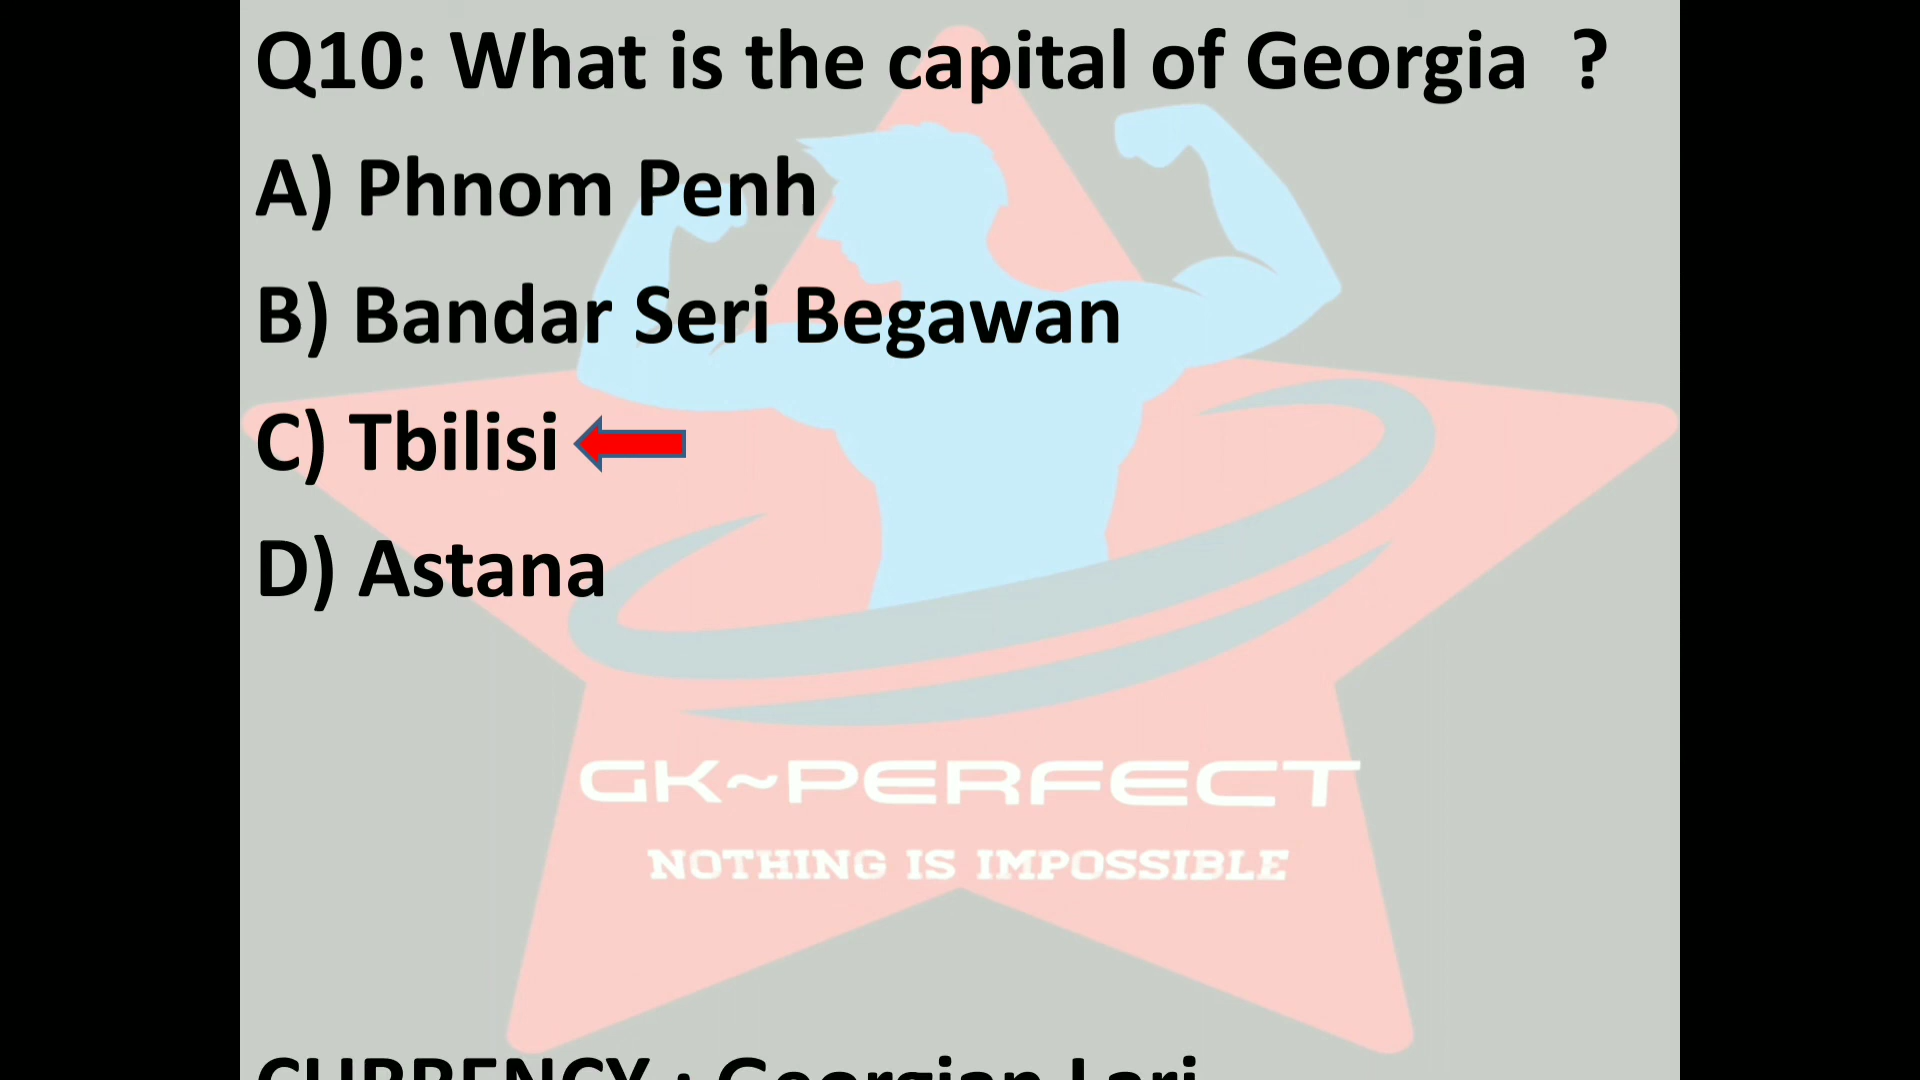 Q10: What is the capital of Georgia ?
A) Phnom Penh
B) Bandar Seri Begawan
C) Tbilisi
D) Astana
GK~PERFECT
NOTHING IS IMPOSSIBLE
CURRENCY : Georgian Lari